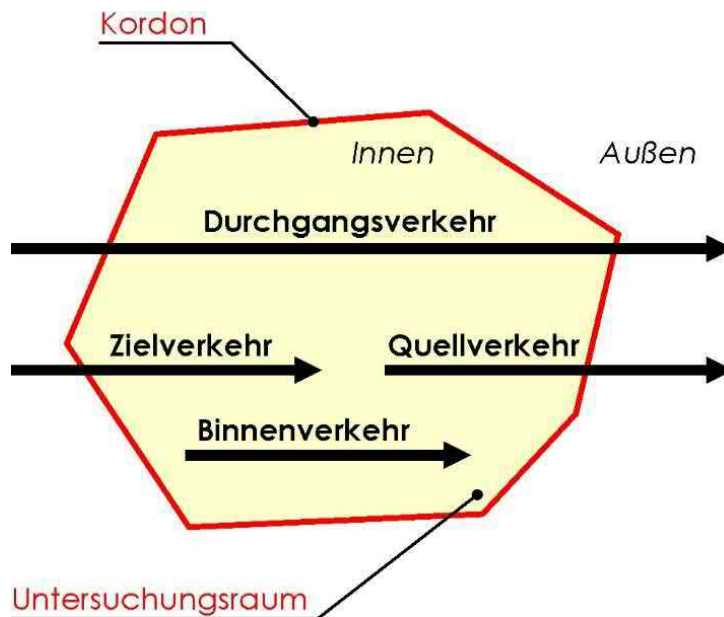 Kordon
Innen Außen
Durchgangsverkehr
Zielverkehr Quellverkehr
Binnenverkehr
Untersuchungsraum